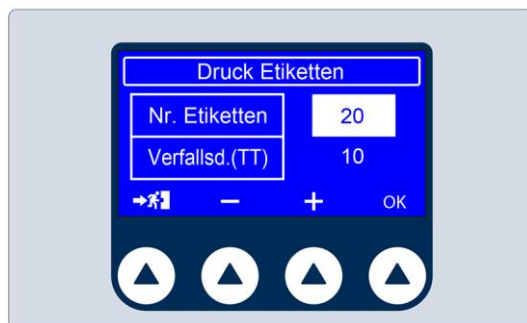 Druck Etiketten
Nr. Etiketten 20
Verfallsd.(TT) 10
− + OK